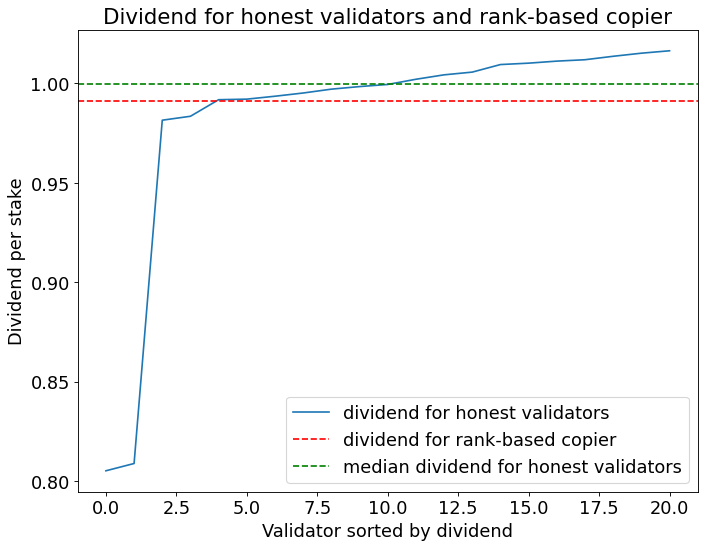 Dividend for honest validators and rank-based copier
Dividend per stake
1.00
0.95
0.90
0.85
0.80
dividend for honest validators
dividend for rank-based copier
median dividend for honest validators
0.0 2.5 5.0 7.5 10.0 12.5 15.0 17.5 20.0
Validator sorted by dividend